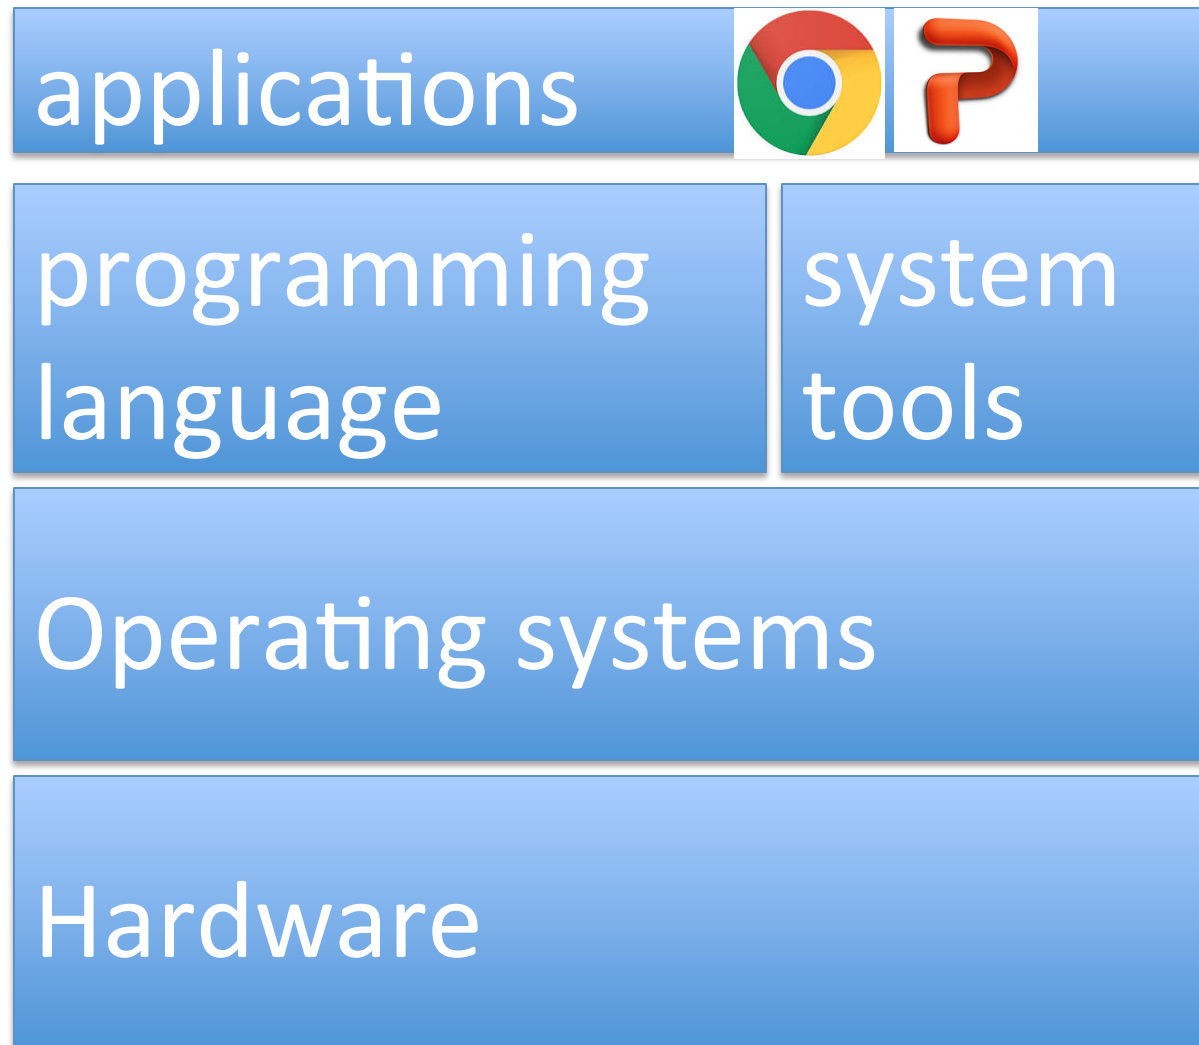 applications
programming
language
system
tools
Operating systems
Hardware